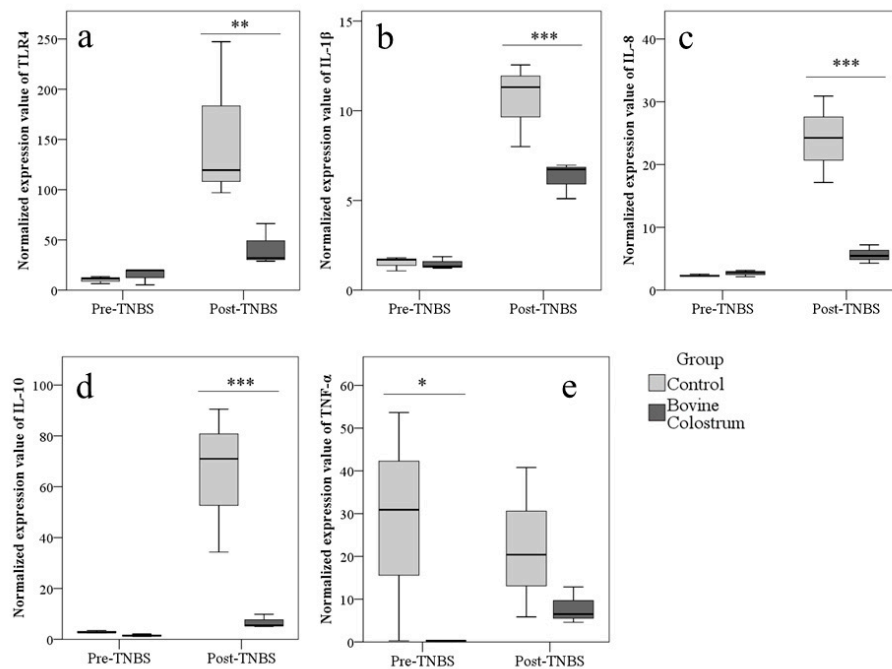 a
**
Normalized expression value of TLR4
250
200
150
100
50
0
Pre-TNBS Post-TNBS
b
***
Normalized expression value of IL-1β
15
10
5
0
Pre-TNBS Post-TNBS
c
***
Normalized expression value of IL-8
40
30
20
10
0
Pre-TNBS Post-TNBS
d
***
Normalized expression value of IL-10
100
80
60
40
20
0
Pre-TNBS Post-TNBS
e
*
Normalized expression value of TNF-α
60
50
40
30
20
10
0
Pre-TNBS Post-TNBS
Group
Control
Bovine
Colostrum